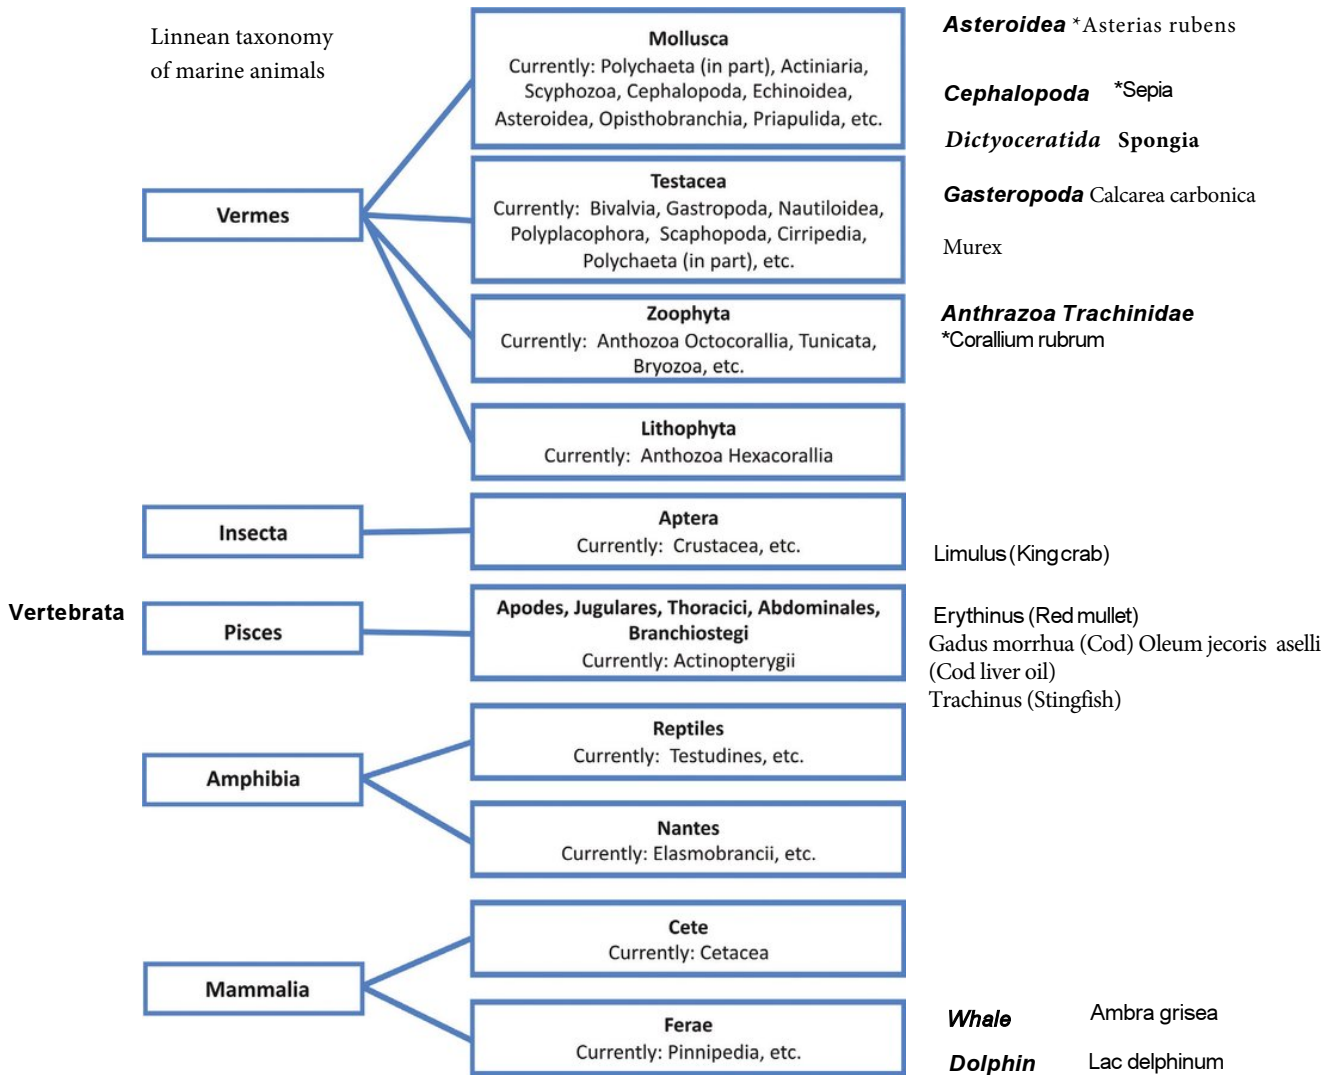 Linnean taxonomy
of marine animals
Mollusca
Currently: Polychaeta (in part), Actiniaria,
Scyphozoa, Cephalopoda, Echinoidea,
Asteroidea, Opisthobranchia, Priapulida, etc.
Asteroidea *Asterias rubens
Cephalopoda *Sepia
Dictyoceratida Spongia
Vermes
Testacea
Currently: Bivalvia, Gastropoda, Nautiloidea,
Polyplacophora, Scaphopoda, Cirripedia,
Polychaeta (in part), etc.
Gasteropoda Calcarea carbonica
Murex
Zoophyta
Currently: Anthozoa Octocorallia, Tunicata,
Bryozoa, etc.
Anthrazoa Trachinidae
*Corallium rubrum
Lithophyta
Currently: Anthozoa Hexacorallia
Insecta
Aptera
Currently: Crustacea, etc.
Limulus (King crab)
Vertebrata
Pisces
Apodes, Jugulares, Thoracici, Abdominales,
Branchiostegi
Currently: Actinopterygii
Erythinus (Red mullet)
Gadus morrhua (Cod) Oleum jecoris aselli
(Cod liver oil)
Trachinus (Stingfish)
Amphibia
Reptiles
Currently: Testudines, etc.
Nantes
Currently: Elasmobrancii, etc.
Mammalia
Cete
Currently: Cetacea
Ferae
Currently: Pinnipedia, etc.
Whale Ambra grisea
Dolphin Lac delphinum